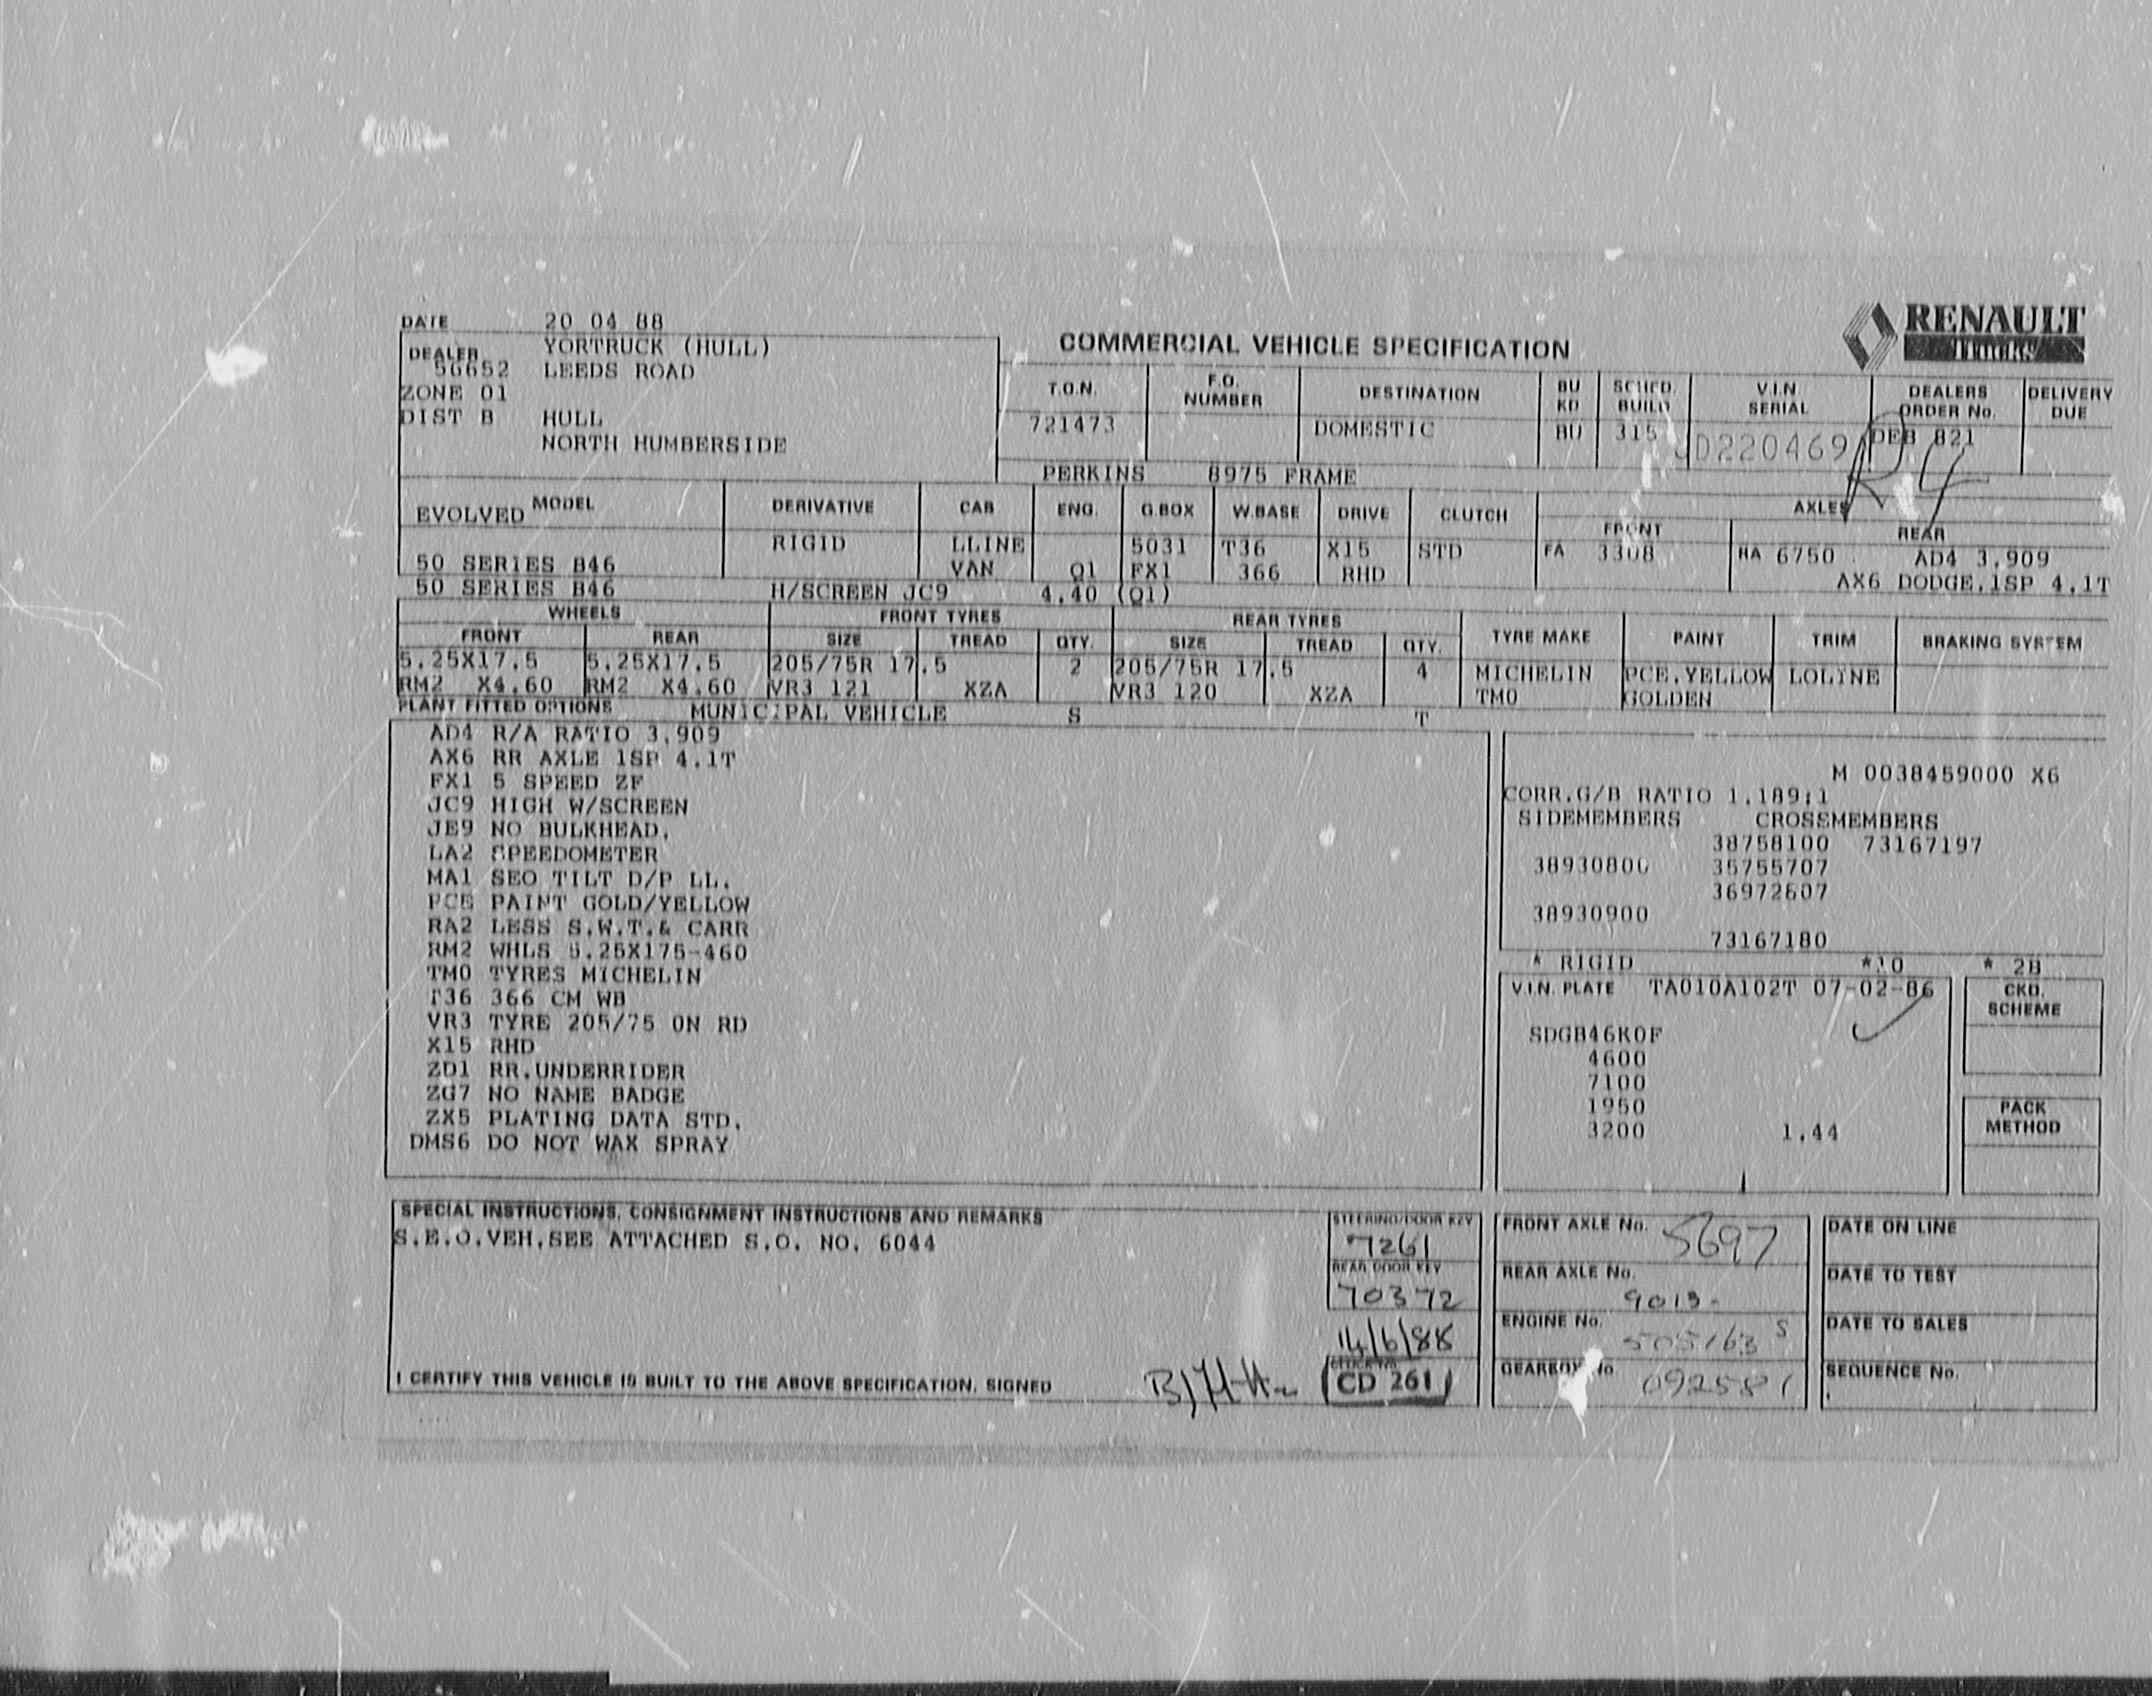 DATE 20 04 88
DEALER YORTRUCK (HULL)
56652 LEEDS ROAD
ZONE 01
DIST B HULL
NORTH HUMBERSIDE
COMMERCIAL VEHICLE SPECIFICATION
RENAULT
Trucks
T.O.N. F.O. NUMBER DESTINATION BU KD SCHED. BUILD V.I.N SERIAL DEALERS ORDER No. DELIVERY DUE
721473 DOMESTIC BU 315 JD220469 DEB 821
R4
PERKINS 8975 FRAME
EVOLVED MODEL DERIVATIVE CAB ENG. G.BOX W.BASE DRIVE CLUTCH AXLES
FRONT REAR
RIGID LLINE 5031 T36 X15 STD FA 3308 RA 6750 AD4 3,909
50 SERIES B46 VAN Q1 FX1 366 RHD AX6 DODGE,1SP 4.1T
50 SERIES B46 H/SCREEN JC9 4,40 (Q1)
WHEELS FRONT TYRES REAR TYRES
FRONT REAR SIZE TREAD QTY. SIZE TREAD QTY. TYRE MAKE PAINT TRIM BRAKING SYSTEM
5.25X17.5 5.25X17.5 205/75R 17.5 2 205/75R 17.5 4 MICHELIN PCE,YELLOW LOLINE
RM2 X4.60 RM2 X4.60 VR3 121 XZA VR3 120 XZA TM0 GOLDEN
PLANT FITTED OPTIONS MUNICIPAL VEHICLE S T
AD4 R/A RATIO 3,909
AX6 RR AXLE 1SP 4.1T
FX1 5 SPEED ZF
JC9 HIGH W/SCREEN
JE9 NO BULKHEAD,
LA2 SPEEDOMETER
MA1 SEO TILT D/P LL.
PCE PAINT GOLD/YELLOW
RA2 LESS S.W.T.& CARR
RM2 WHLS 5.25X175-460
TM0 TYRES MICHELIN
T36 366 CM WB
VR3 TYRE 205/75 ON RD
X15 RHD
ZD1 RR.UNDERRIDER
ZG7 NO NAME BADGE
ZX5 PLATING DATA STD.
DMS6 DO NOT WAX SPRAY
M 0038459000 X6
CORR.G/B RATIO 1.189:1
SIDEMEMBERS CROSSMEMBERS
38758100 73167197
38930800 35755707
36972607
38930900
73167180
* RIGID *10 * 2B
V.I.N. PLATE TA010A102T 07-02-86
SDGB46K0F
4600
7100
1950
3200 1.44
CKD. SCHEME
PACK METHOD
SPECIAL INSTRUCTIONS, CONSIGNMENT INSTRUCTIONS AND REMARKS
S.E.O.VEH,SEE ATTACHED S.O. NO. 6044
I CERTIFY THIS VEHICLE IS BUILT TO THE ABOVE SPECIFICATION. SIGNED
STEERING/DOOR KEY
7261
REAR DOOR KEY
70372
14/6/88
CD 261
FRONT AXLE No. 5697
REAR AXLE No. 9013-
ENGINE No. 505163 S
GEARBOX No 092581
DATE ON LINE
DATE TO TEST
DATE TO SALES
SEQUENCE No.